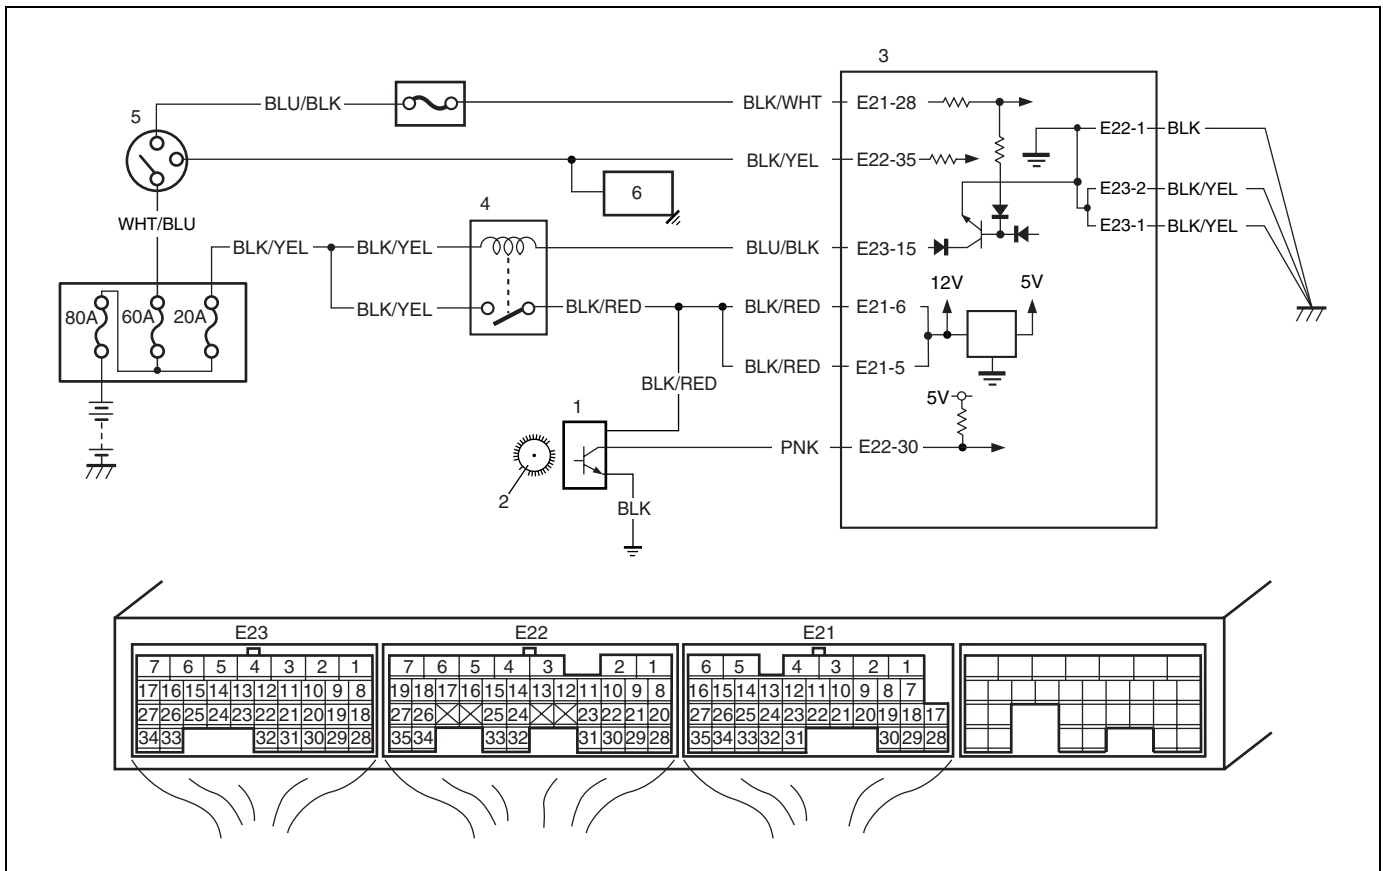 3
BLU/BLK
BLK/WHT
E21-28
5
E22-1
BLK
BLK/YEL
E22-35
6
E23-2
BLK/YEL
4
WHT/BLU
E23-1
BLK/YEL
BLK/YEL
BLK/YEL
BLU/BLK
E23-15
12V
5V
80A
60A
20A
BLK/YEL
BLK/RED
BLK/RED
E21-6
BLK/RED
E21-5
BLK/RED
5V
1
PNK
E22-30
2
BLK
E23
7 6 5 4 3 2 1
17 16 15 14 13 12 11 10 9 8
27 26 25 24 23 22 21 20 19 18
34 33 32 31 30 29 28
E22
7 6 5 4 3 2 1
19 18 17 16 15 14 13 12 11 10 9 8
27 26 25 24 23 22 21 20
35 34 33 32 31 30 29 28
E21
6 5 4 3 2 1
16 15 14 13 12 11 10 9 8 7
27 26 25 24 23 22 21 20 19 18 17
35 34 33 32 31 30 29 28